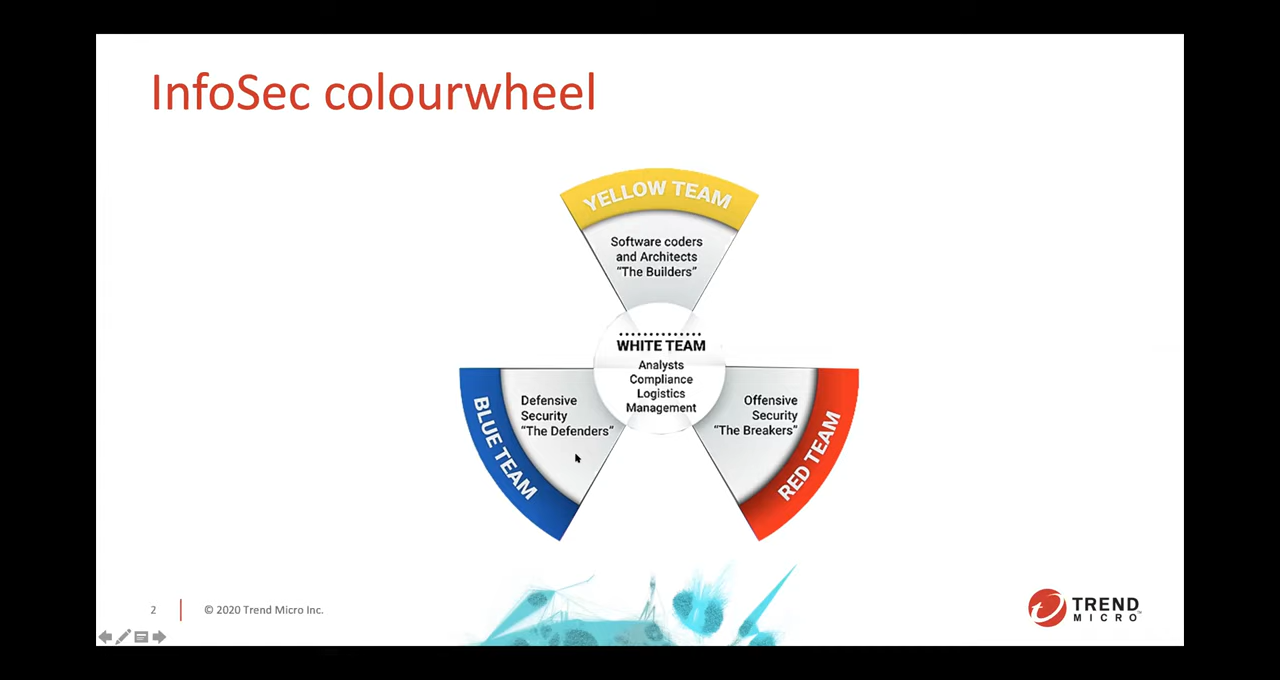 InfoSec colourwheel
YELLOW TEAM
Software coders
and Architects
“The Builders”
WHITE TEAM
Analysts
Compliance
Logistics
Management
BLUE TEAM
Defensive
Security
“The Defenders”
Offensive
Security
“The Breakers”
RED TEAM
2
© 2020 Trend Micro Inc.
TREND
MICRO